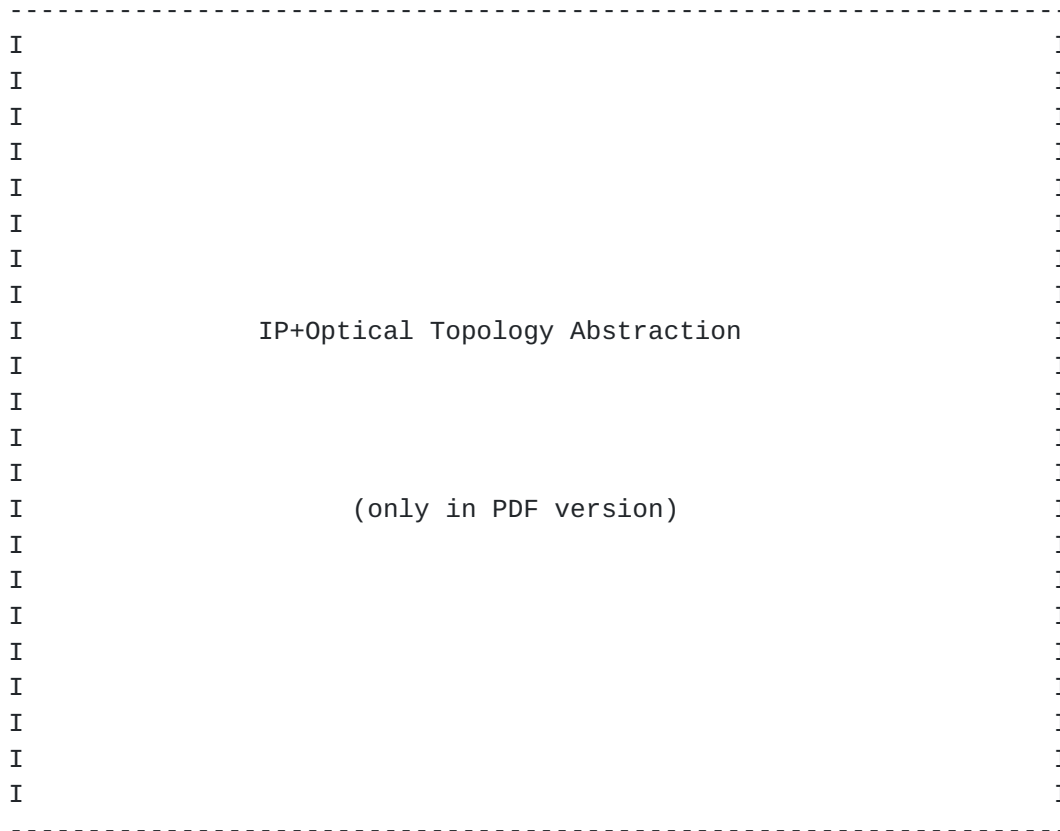 --------------------------------------------------------------------
I                                                                  I
I                                                                  I
I                                                                  I
I                                                                  I
I                                                                  I
I                                                                  I
I                                                                  I
I                                                                  I
I               IP+Optical Topology Abstraction                    I
I                                                                  I
I                                                                  I
I                                                                  I
I                                                                  I
I                     (only in PDF version)                        I
I                                                                  I
I                                                                  I
I                                                                  I
I                                                                  I
I                                                                  I
I                                                                  I
I                                                                  I
I                                                                  I
--------------------------------------------------------------------